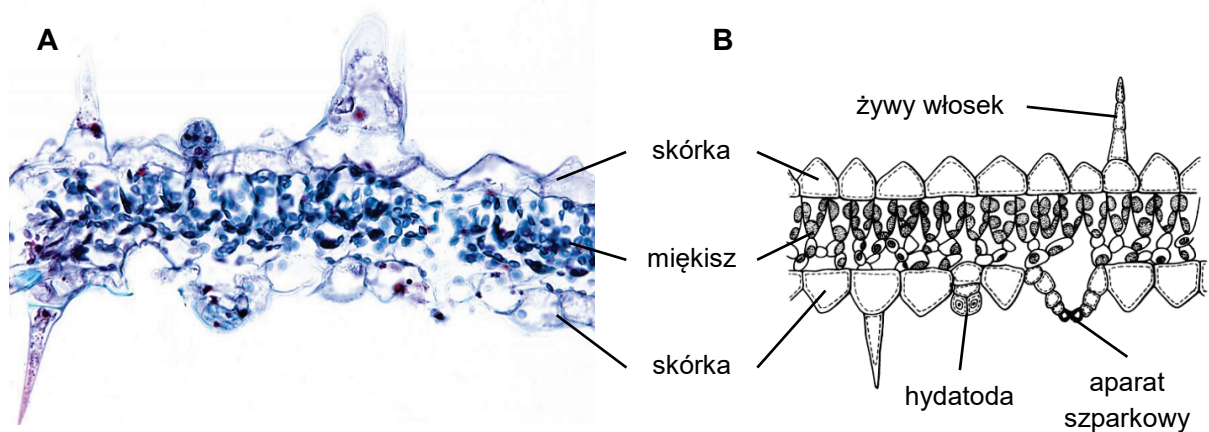 A
B
żywy włosek
skórka
miękisz
skórka
hydatoda
aparat
szparkowy